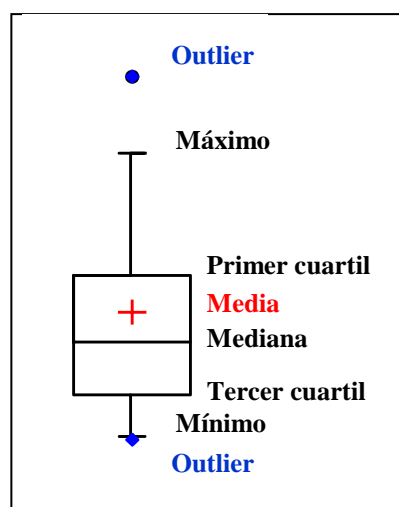 Outlier
Máximo
Primer cuartil
Media
Mediana
Tercer cuartil
Mínimo
Outlier